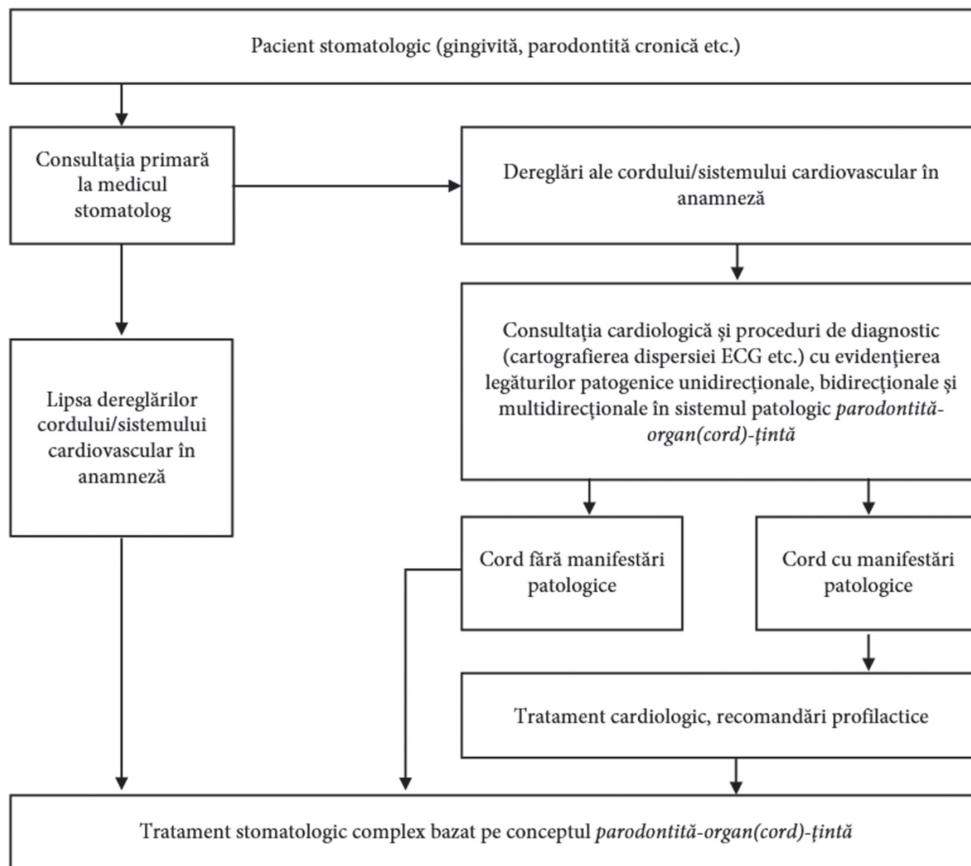 Pacient stomatologic (gingivită, parodontită cronică etc.)
Consultația primară
la medicul
stomatolog
Dereglări ale cordului/sistemului cardiovascular în
anamneză
Lipsa dereglărilor
cordului/sistemului
cardiovascular în
anamneză
Consultația cardiologică și proceduri de diagnostic
(cartografierea dispersiei ECG etc.) cu evidențierea
legăturilor patogenice unidirecționale, bidirecționale și
multidirecționale în sistemul patologic parodontită-
organ(cord)-țintă
Cord fără manifestări
patologice
Cord cu manifestări
patologice
Tratament cardiologic, recomandări profilactice
Tratament stomatologic complex bazat pe conceptul parodontită-organ(cord)-țintă